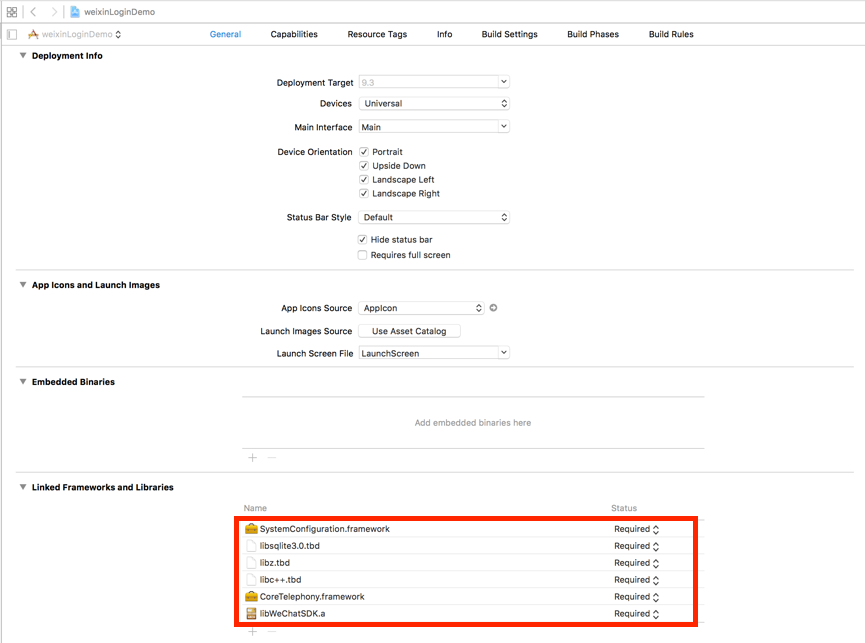 weixinLoginDemo
weixinLoginDemo General Capabilities Resource Tags Info Build Settings Build Phases Build Rules
Deployment Info
Deployment Target 9.3
Devices Universal
Main Interface Main
Device Orientation Portrait
Upside Down
Landscape Left
Landscape Right
Status Bar Style Default
Hide status bar
Requires full screen
App Icons and Launch Images
App Icons Source AppIcon
Launch Images Source Use Asset Catalog
Launch Screen File LaunchScreen
Embedded Binaries
Add embedded binaries here
Linked Frameworks and Libraries
Name Status
SystemConfiguration.framework Required
libsqlite3.0.tbd Required
libz.tbd Required
libc++.tbd Required
CoreTelephony.framework Required
libWeChatSDK.a Required